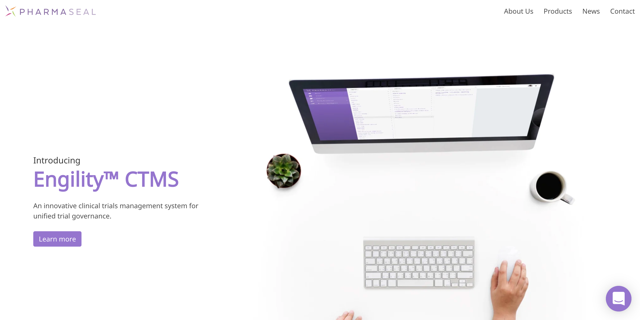 PHARMASEAL
About Us Products News Contact
Introducing
Engility™ CTMS
An innovative clinical trials management system for
unified trial governance.
Learn more